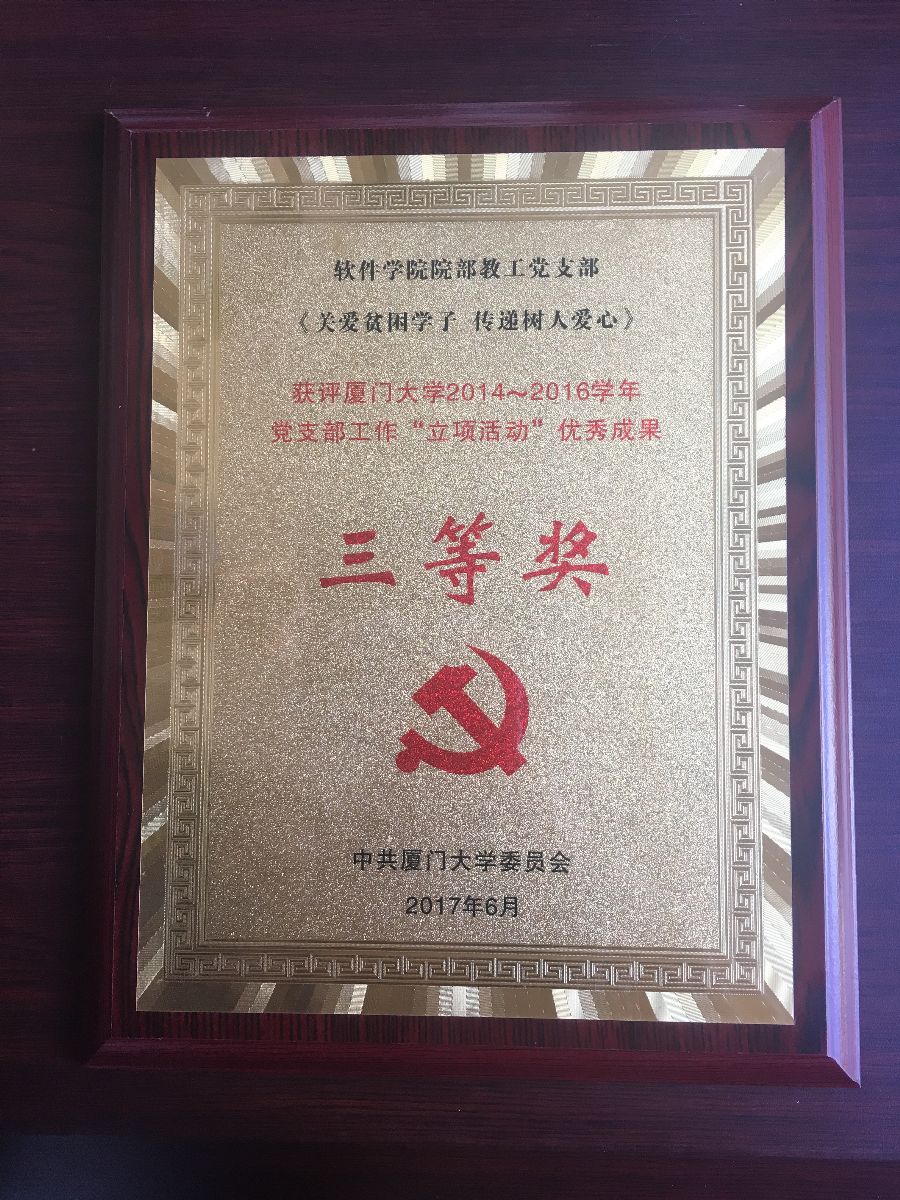 软件学院院部教工党支部
《关爱贫困学子 传递树人爱心》
获评厦门大学2014~2016学年
党支部工作“立项活动”优秀成果
三等奖
中共厦门大学委员会
2017年6月